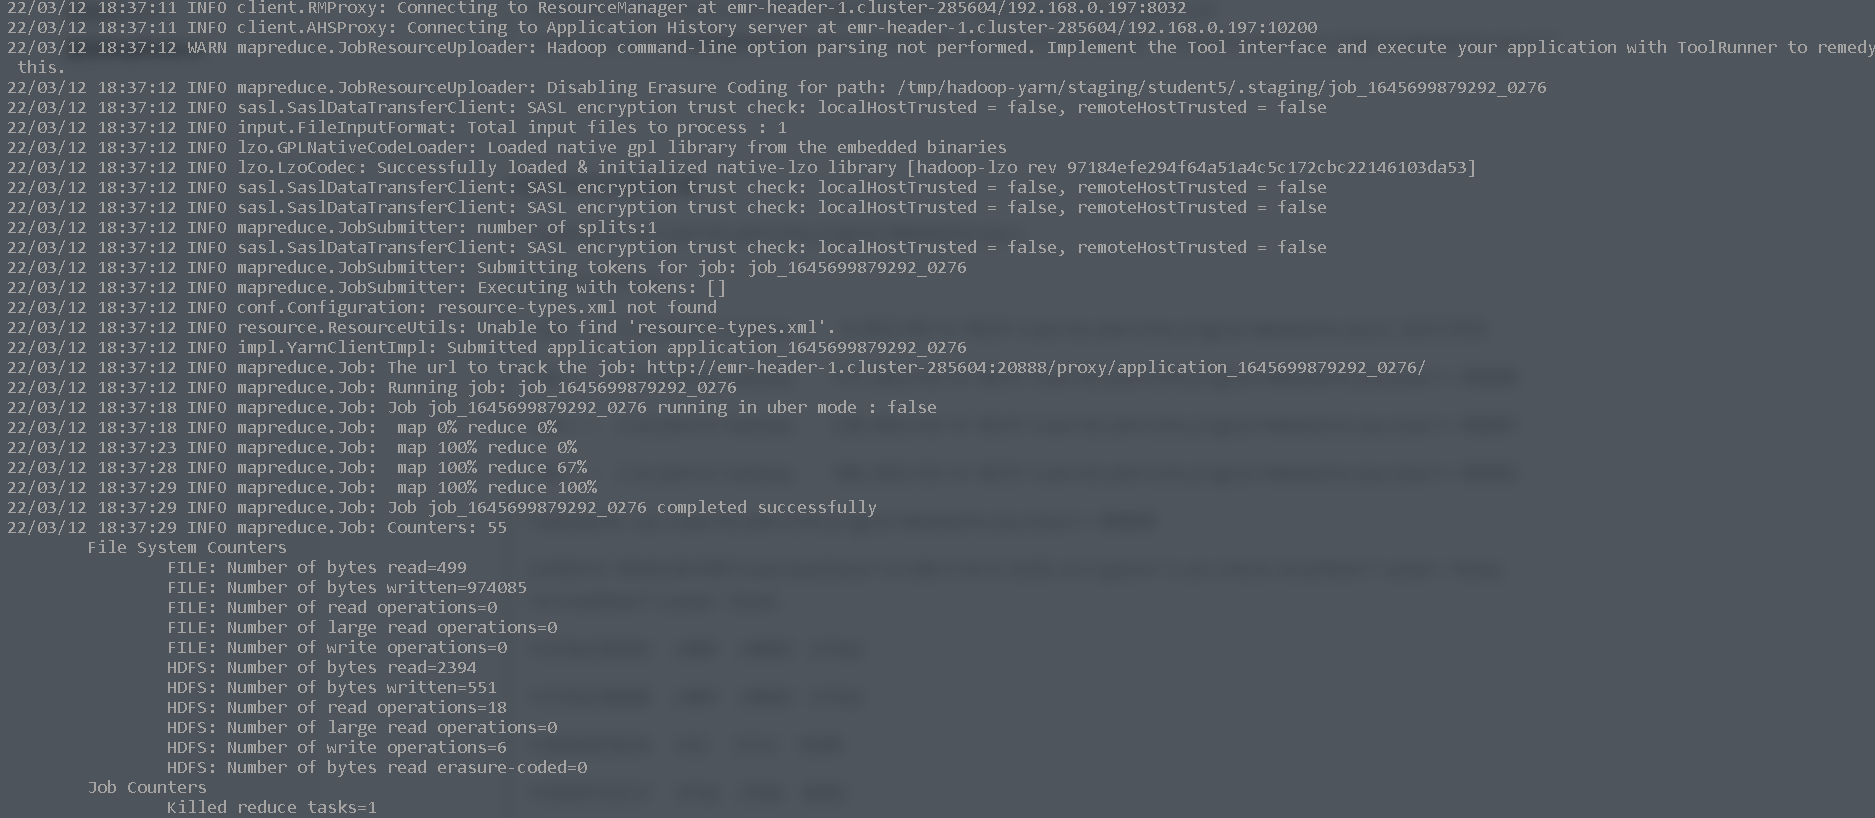 22/03/12 18:37:11 INFO client.RMProxy: Connecting to ResourceManager at emr-header-1.cluster-285604/192.168.0.197:8032
22/03/12 18:37:11 INFO client.AHSProxy: Connecting to Application History server at emr-header-1.cluster-285604/192.168.0.197:10200
22/03/12 18:37:12 WARN mapreduce.JobResourceUploader: Hadoop command-line option parsing not performed. Implement the Tool interface and execute your application with ToolRunner to remedy
this.
22/03/12 18:37:12 INFO mapreduce.JobResourceUploader: Disabling Erasure Coding for path: /tmp/hadoop-yarn/staging/student5/.staging/job_1645699879292_0276
22/03/12 18:37:12 INFO sasl.SaslDataTransferClient: SASL encryption trust check: localHostTrusted = false, remoteHostTrusted = false
22/03/12 18:37:12 INFO input.FileInputFormat: Total input files to process : 1
22/03/12 18:37:12 INFO lzo.GPLNativeCodeLoader: Loaded native gpl library from the embedded binaries
22/03/12 18:37:12 INFO lzo.LzoCodec: Successfully loaded & initialized native-lzo library [hadoop-lzo rev 97184efe294f64a51a4c5c172cbc22146103da53]
22/03/12 18:37:12 INFO sasl.SaslDataTransferClient: SASL encryption trust check: localHostTrusted = false, remoteHostTrusted = false
22/03/12 18:37:12 INFO sasl.SaslDataTransferClient: SASL encryption trust check: localHostTrusted = false, remoteHostTrusted = false
22/03/12 18:37:12 INFO mapreduce.JobSubmitter: number of splits:1
22/03/12 18:37:12 INFO sasl.SaslDataTransferClient: SASL encryption trust check: localHostTrusted = false, remoteHostTrusted = false
22/03/12 18:37:12 INFO mapreduce.JobSubmitter: Submitting tokens for job: job_1645699879292_0276
22/03/12 18:37:12 INFO mapreduce.JobSubmitter: Executing with tokens: []
22/03/12 18:37:12 INFO conf.Configuration: resource-types.xml not found
22/03/12 18:37:12 INFO resource.ResourceUtils: Unable to find 'resource-types.xml'.
22/03/12 18:37:12 INFO impl.YarnClientImpl: Submitted application application_1645699879292_0276
22/03/12 18:37:12 INFO mapreduce.Job: The url to track the job: http://emr-header-1.cluster-285604:20888/proxy/application_1645699879292_0276/
22/03/12 18:37:12 INFO mapreduce.Job: Running job: job_1645699879292_0276
22/03/12 18:37:18 INFO mapreduce.Job: Job job_1645699879292_0276 running in uber mode : false
22/03/12 18:37:18 INFO mapreduce.Job:  map 0% reduce 0%
22/03/12 18:37:23 INFO mapreduce.Job:  map 100% reduce 0%
22/03/12 18:37:28 INFO mapreduce.Job:  map 100% reduce 67%
22/03/12 18:37:29 INFO mapreduce.Job:  map 100% reduce 100%
22/03/12 18:37:29 INFO mapreduce.Job: Job job_1645699879292_0276 completed successfully
22/03/12 18:37:29 INFO mapreduce.Job: Counters: 55
File System Counters
FILE: Number of bytes read=499
FILE: Number of bytes written=974085
FILE: Number of read operations=0
FILE: Number of large read operations=0
FILE: Number of write operations=0
HDFS: Number of bytes read=2394
HDFS: Number of bytes written=551
HDFS: Number of read operations=18
HDFS: Number of large read operations=0
HDFS: Number of write operations=6
HDFS: Number of bytes read erasure-coded=0
Job Counters
Killed reduce tasks=1